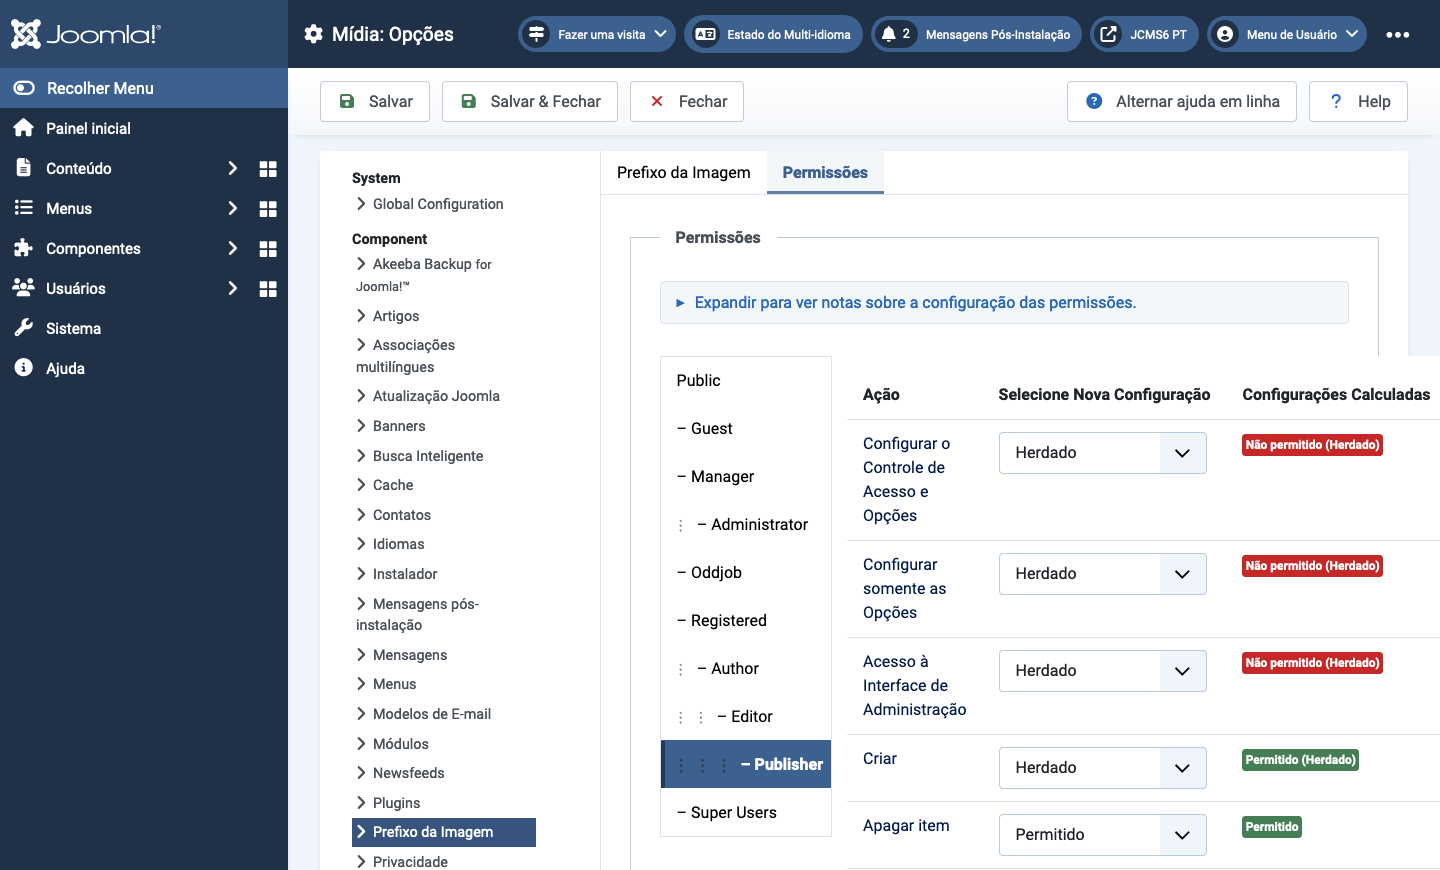 Joomla!®
Mídia: Opções
Fazer uma visita
Estado do Multi-idioma
2 Mensagens Pós-Instalação
JCMS6 PT
Menu de Usuário
Recolher Menu
Painel inicial
Conteúdo
Menus
Componentes
Usuários
Sistema
Ajuda
Salvar
Salvar & Fechar
Fechar
Alternar ajuda em linha
? Help
System
Global Configuration
Component
Akeeba Backup for
Joomla!™
Artigos
Associações
multilíngues
Atualização Joomla
Banners
Busca Inteligente
Cache
Contatos
Idiomas
Instalador
Mensagens pós-
instalação
Mensagens
Menus
Modelos de E-mail
Módulos
Newsfeeds
Plugins
Prefixo da Imagem
Privacidade
Prefixo da Imagem
Permissões
Permissões
Expandir para ver notas sobre a configuração das permissões.
Public
– Guest
– Manager
– Administrator
– Oddjob
– Registered
– Author
– Editor
– Publisher
– Super Users
Ação
Selecione Nova Configuração
Configurações Calculadas
Configurar o
Controle de
Acesso e
Opções
Herdado
Não permitido (Herdado)
Configurar
somente as
Opções
Herdado
Não permitido (Herdado)
Acesso à
Interface de
Administração
Herdado
Não permitido (Herdado)
Criar
Herdado
Permitido (Herdado)
Apagar item
Permitido
Permitido